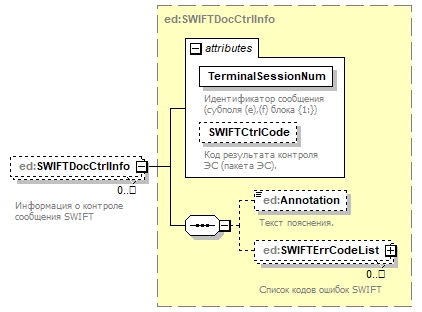 ed:SWIFTDocCtrlInfo
attributes
TerminalSessionNum
Идентификатор сообщения
(субполя (e),(f) блока {1:})
SWIFTCtrlCode
Код результата контроля
ЭС (пакета ЭС).
ed:SWIFTDocCtrlInfo
0..□
Информация о контроле
сообщения SWIFT
ed:Annotation
Текст пояснения.
ed:SWIFTErrCodeList
0..□
Список кодов ошибок SWIFT